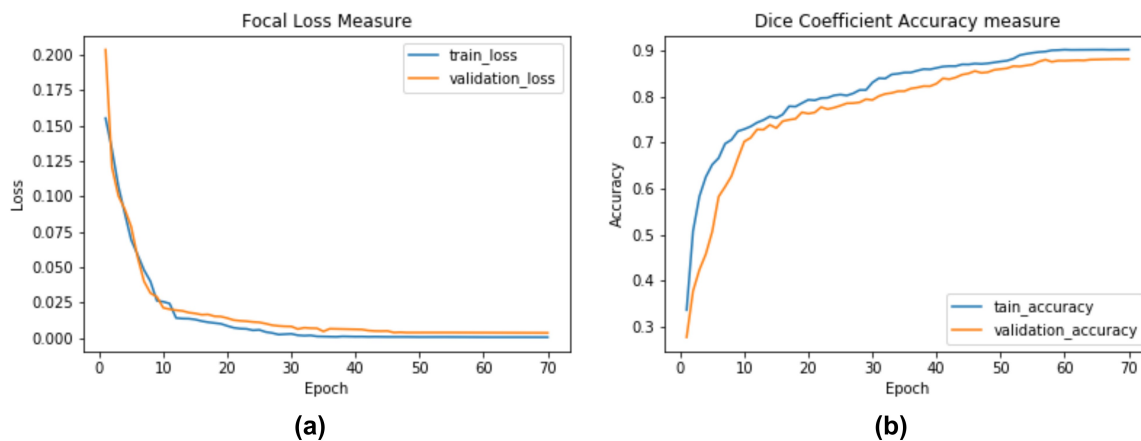 Focal Loss Measure
0.200
0.175
0.150
0.125
0.100
0.075
0.050
0.025
0.000
Loss
train_loss
validation_loss
0 10 20 30 40 50 60 70
Epoch
(a)
Dice Coefficient Accuracy measure
0.9
0.8
0.7
0.6
0.5
0.4
0.3
Accuracy
tain_accuracy
validation_accuracy
0 10 20 30 40 50 60 70
Epoch
(b)